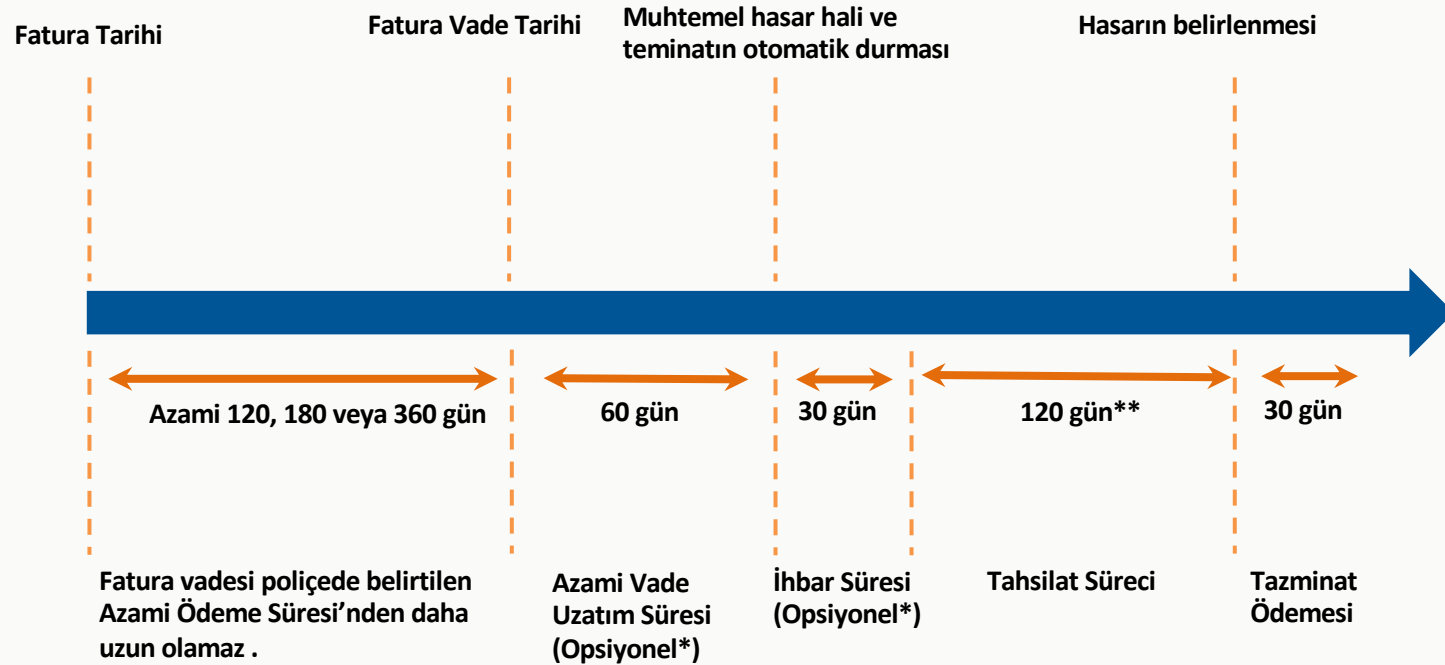 Fatura Tarihi
Fatura Vade Tarihi
Muhtemel hasar hali ve
teminatın otomatik durması
Hasarın belirlenmesi
Azami 120, 180 veya 360 gün
60 gün
30 gün
120 gün**
30 gün
Fatura vadesi poliçede belirtilen
Azami Ödeme Süresi’nden daha
uzun olamaz .
Azami Vade
Uzatım Süresi
(Opsiyonel*)
İhbar Süresi
(Opsiyonel*)
Tahsilat Süreci
Tazminat
Ödemesi